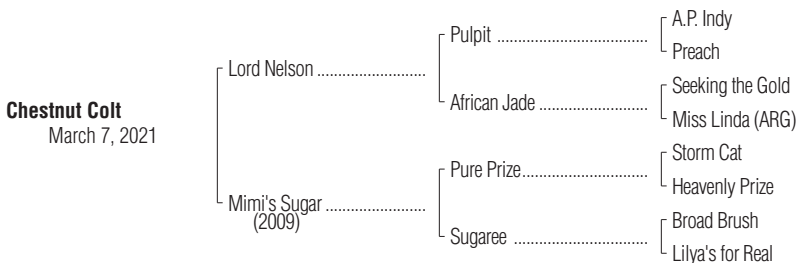 A.P. Indy
Pulpit
Preach
Lord Nelson
Seeking the Gold
African Jade
Miss Linda (ARG)
Chestnut Colt
March 7, 2021
Storm Cat
Pure Prize
Heavenly Prize
Mimi's Sugar
(2009)
Broad Brush
Sugaree
Lilya's for Real